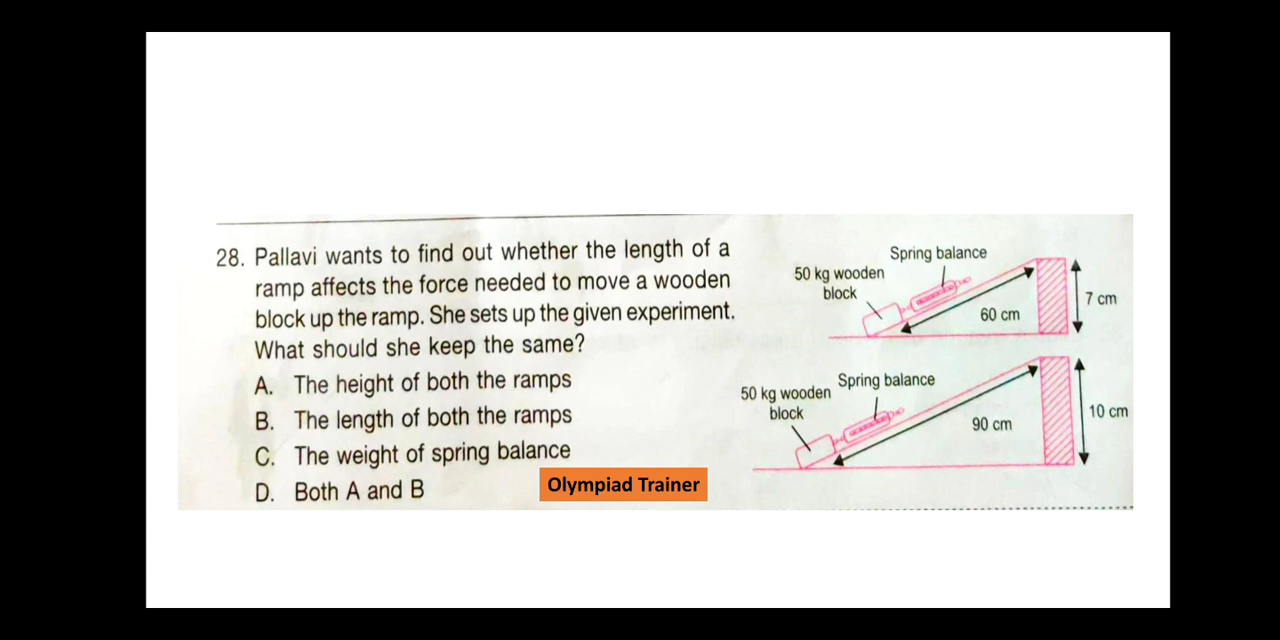 28. Pallavi wants to find out whether the length of a
ramp affects the force needed to move a wooden
block up the ramp. She sets up the given experiment.
What should she keep the same?
A. The height of both the ramps
B. The length of both the ramps
C. The weight of spring balance
D. Both A and B
Olympiad Trainer
Spring balance
50 kg wooden
block
60 cm
7 cm
Spring balance
50 kg wooden
block
90 cm
10 cm